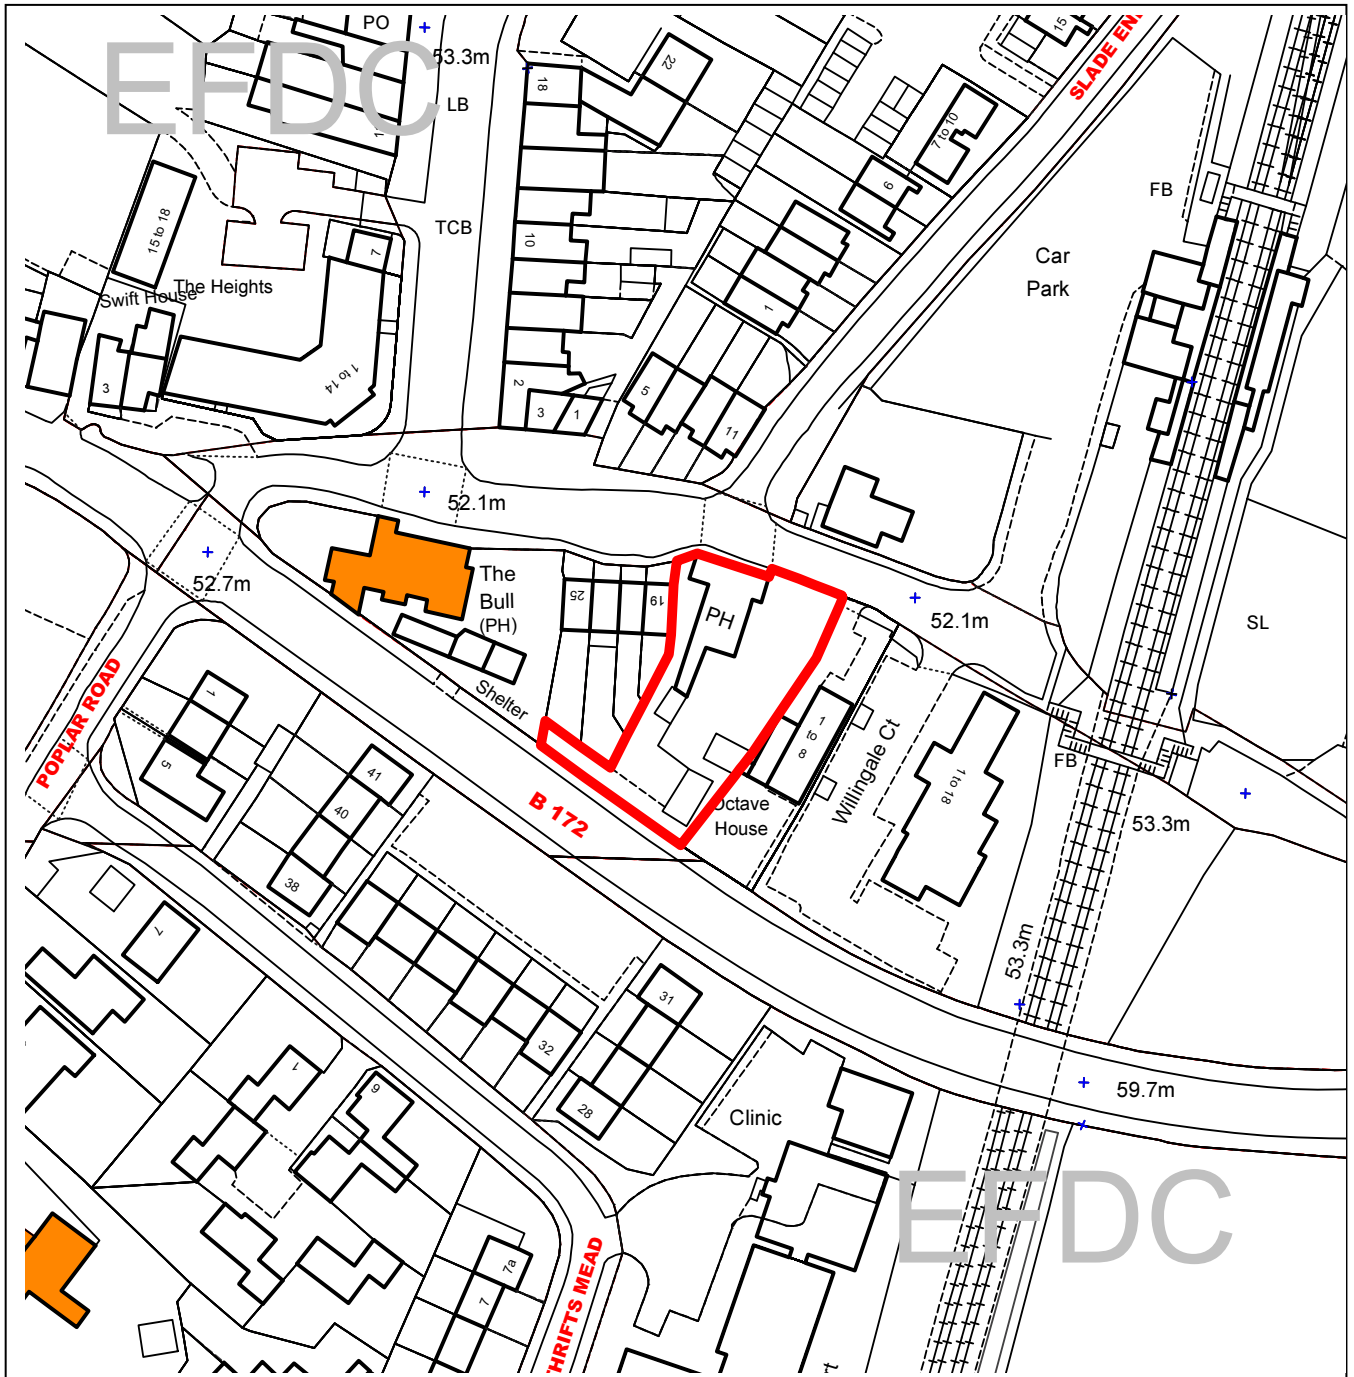 PO
EFDC
53.3m
LB
1
18
22
15
SLADE EN
7 to 10
6
FB
TCB
15 to 18
7
10
Car
Park
The Heights
Swift House
1
3
1 to 14
2
3
1
5
11
52.1m
52.7m
The
Bull
(PH)
25
19
PH
52.1m
SL
Shelter
1
to
8
Willingale Ct
1 to 18
FB
POPLAR ROAD
1
5
41
40
38
B 172
Octave
House
53.3m
53.3m
7
31
32
28
1
9
59.7m
Clinic
EFDC
7a
7
HRIFTS MEAD